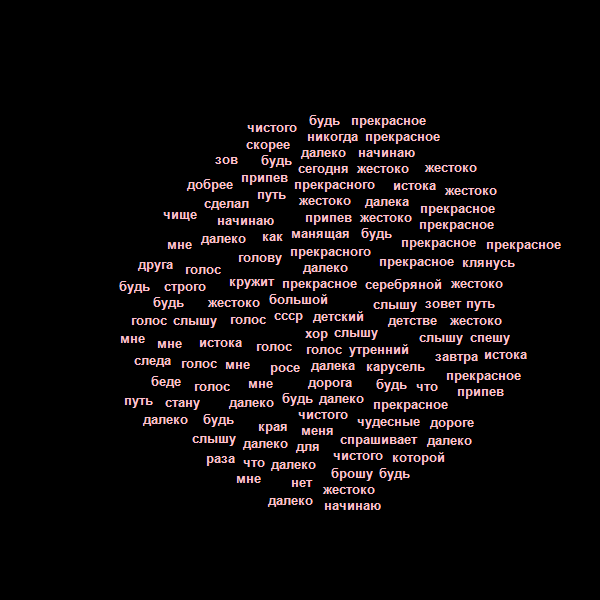 будь прекрасное
чистого
никогда прекрасное
скорее
далеко начинаю
зов будь
сегодня жестоко жестоко
припев прекрасного истока
добрее жестоко
путь жестоко далека
сделал прекрасное
чище начинаю припев жестоко
прекрасное
далеко как манящая будь
мне прекрасное прекрасное
голову прекрасного
друга голос далеко прекрасное клянусь
будь строго кружит прекрасное серебряной жестоко
будь жестоко большой слышу зовет путь
голос слышу голос ссср детский детстве жестоко
мне хор слышу слышу спешу
мне истока голос голос утренний
завтра истока
следа голос мне росе далека карусель
беде голос мне дорога будь что прекрасное
припев
путь стану далеко будь далеко прекрасное
далеко будь чистого
края меня чудесные дороге
слышу далеко для спрашивает далеко
раза что далеко чистого которой
мне нет брошу будь
жестоко
далеко начинаю